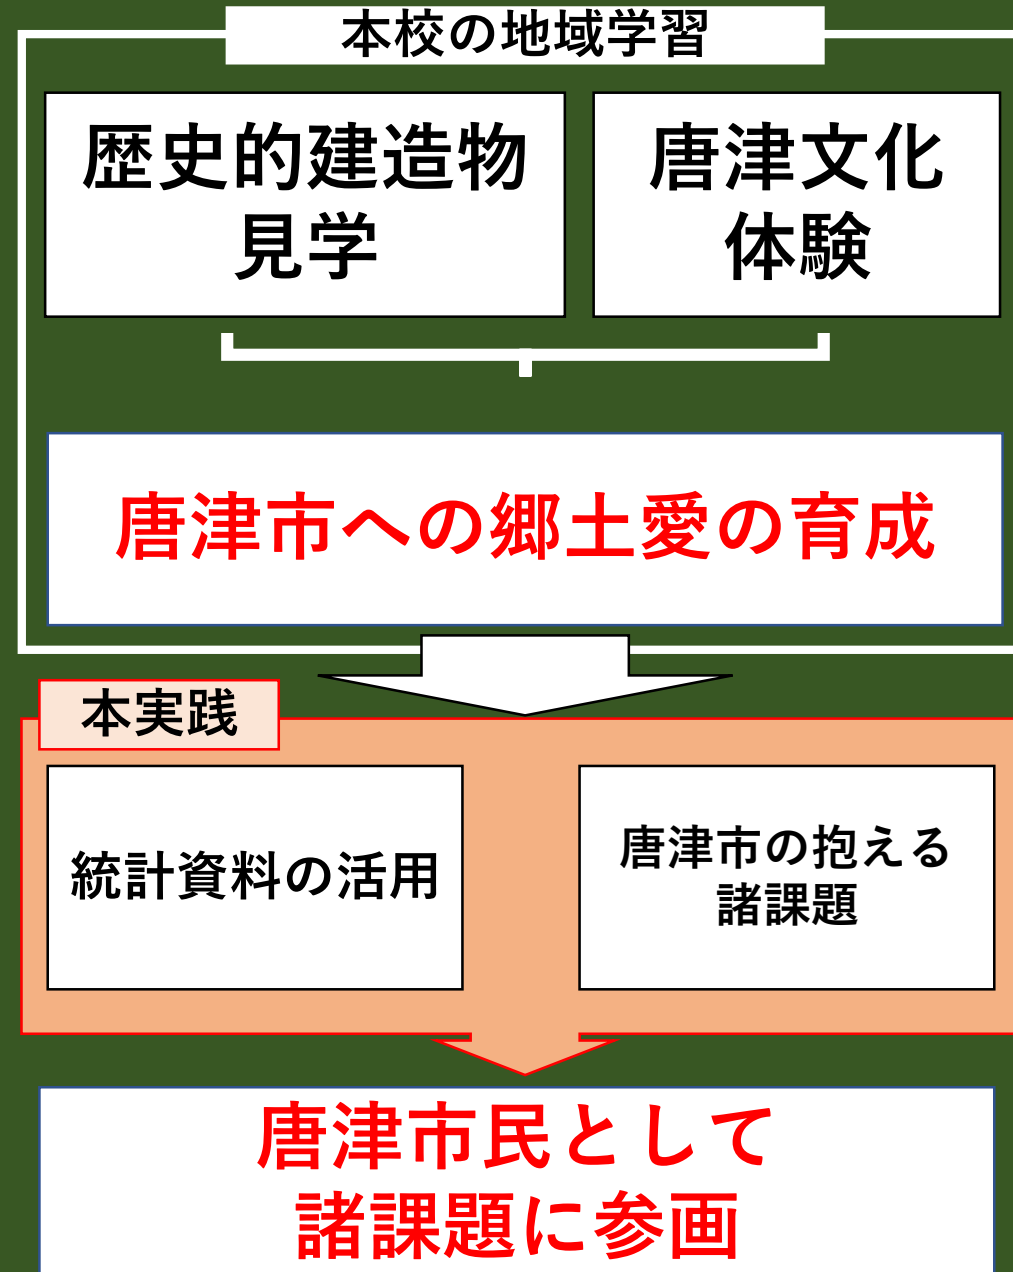 本校の地域学習
歴史的建造物
見学
唐津文化
体験
唐津市への郷土愛の育成
本実践
統計資料の活用
唐津市の抱える
諸課題
唐津市民として
諸課題に参画